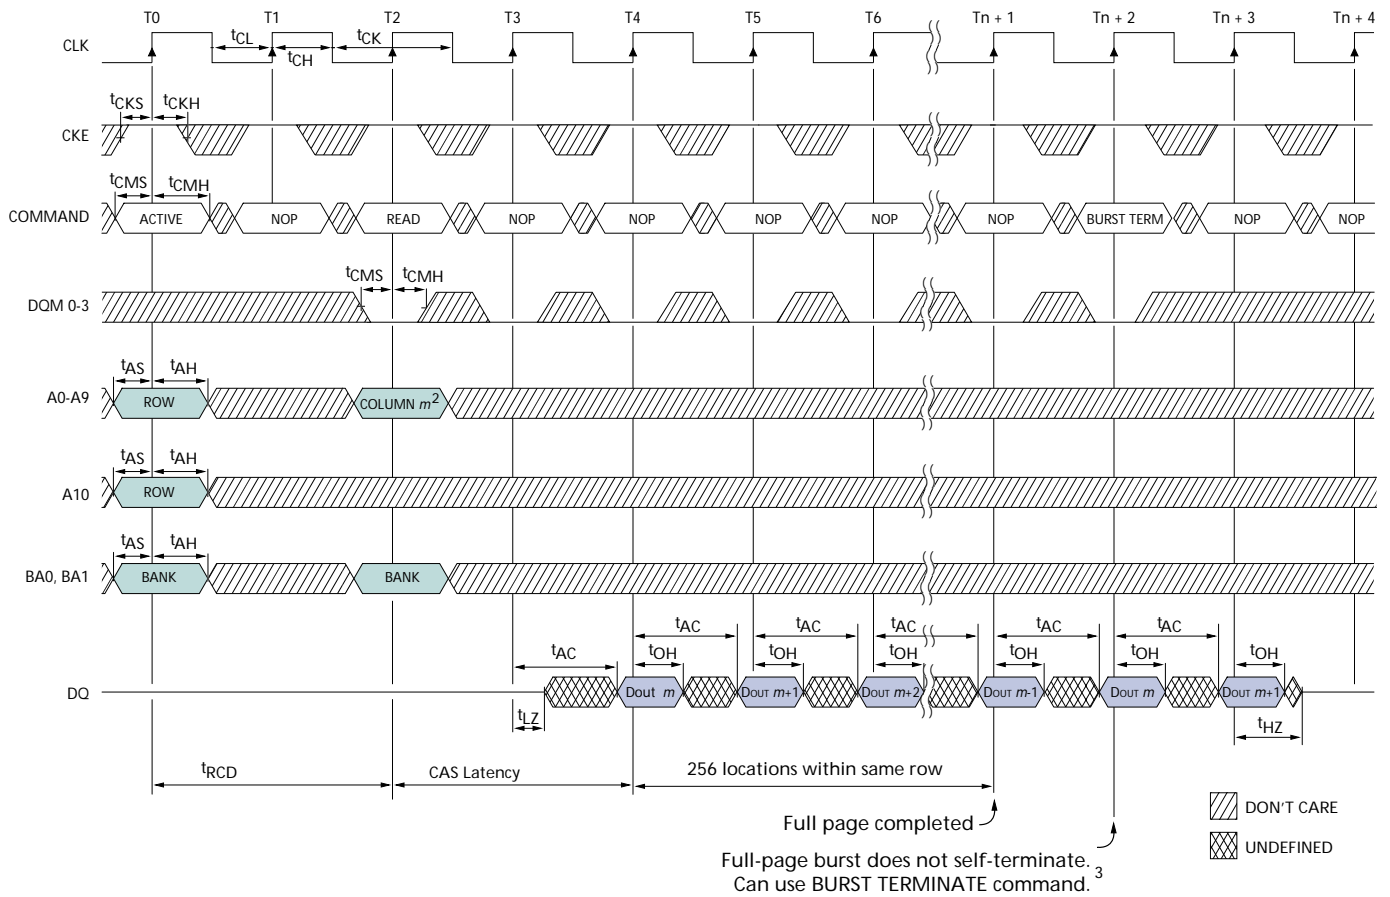 T0 T1 T2 T3 T4 T5 T6 Tn + 1 Tn + 2 Tn + 3 Tn + 4
CLK tCL tCH tCK
tCKS tCKH
CKE
tCMS tCMH
COMMAND ACTIVE NOP READ NOP NOP NOP NOP NOP BURST TERM NOP NOP
tCMS tCMH
DQM 0-3
tAS tAH
A0-A9 ROW COLUMN m2
tAS tAH
A10 ROW
tAS tAH
BA0, BA1 BANK BANK
tAC tAC tAC tAC tAC tAC
tOH tOH tOH tOH tOH tOH
DQ DOUT m DOUT m+1 DOUT m+2 DOUT m-1 DOUT m DOUT m+1
tLZ tHZ
tRCD CAS Latency 256 locations within same row
Full page completed
Full-page burst does not self-terminate.
Can use BURST TERMINATE command. 3
DON'T CARE
UNDEFINED